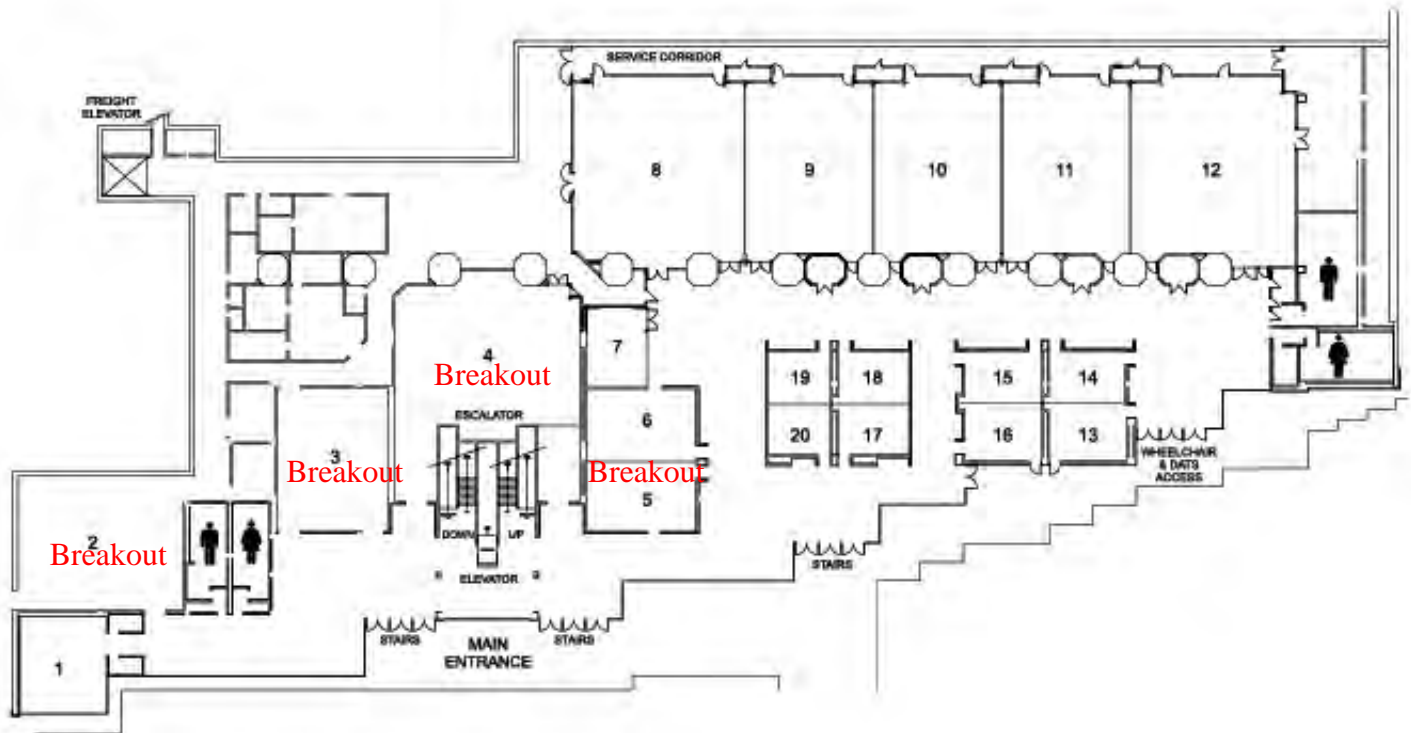 SERVICE CORRIDOR
FREIGHT
ELEVATOR
8
9
10
11
12
4
Breakout
ESCALATOR
7
6
3
Breakout
Breakout
5
19
18
15
14
20
17
16
13
WHEELCHAIR
& DATS
ACCESS
2
Breakout
DOWN
UP
ELEVATOR
STAIRS
STAIRS
STAIRS
MAIN
ENTRANCE
1